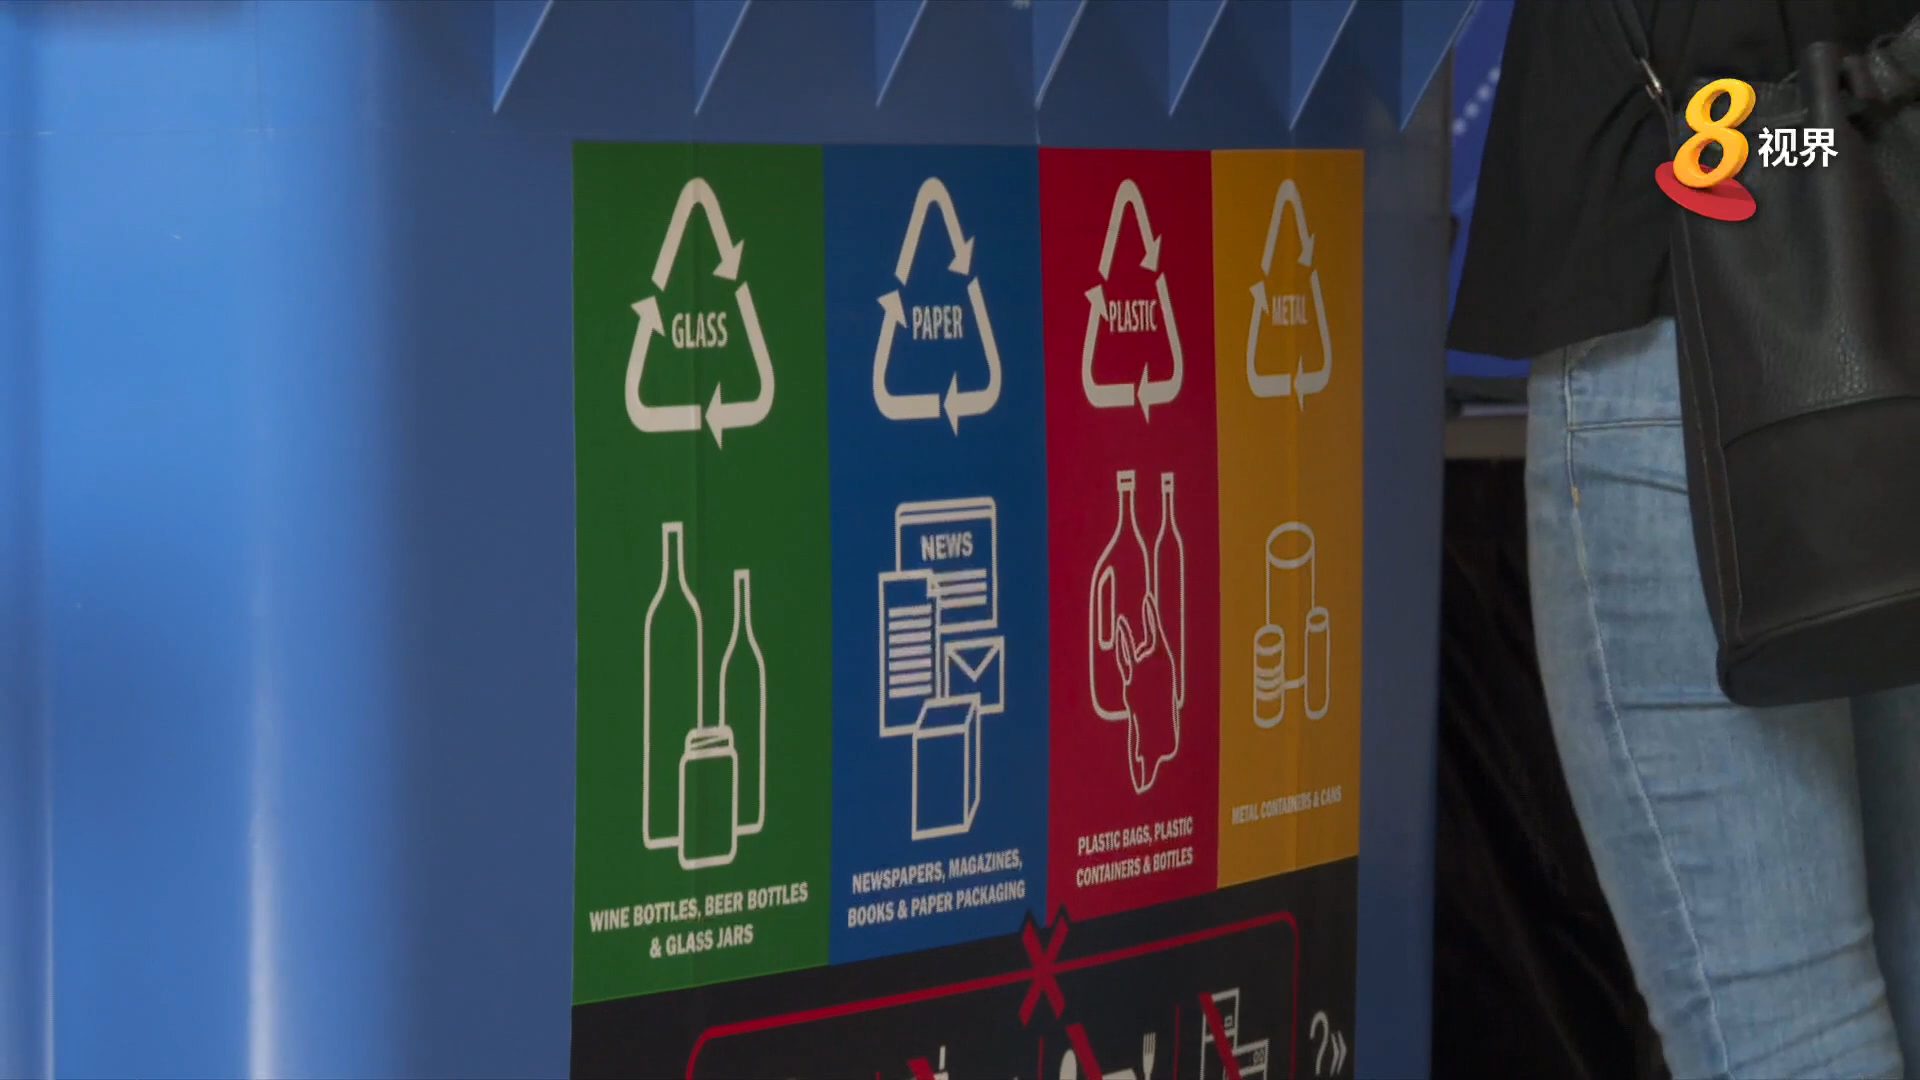 8视界
GLASS
PAPER
PLASTIC
METAL
NEWS
WINE BOTTLES, BEER BOTTLES
& GLASS JARS
NEWSPAPERS, MAGAZINES,
BOOKS & PAPER PACKAGING
PLASTIC BAGS, PLASTIC
CONTAINERS & BOTTLES
METAL CONTAINERS & CANS
?»